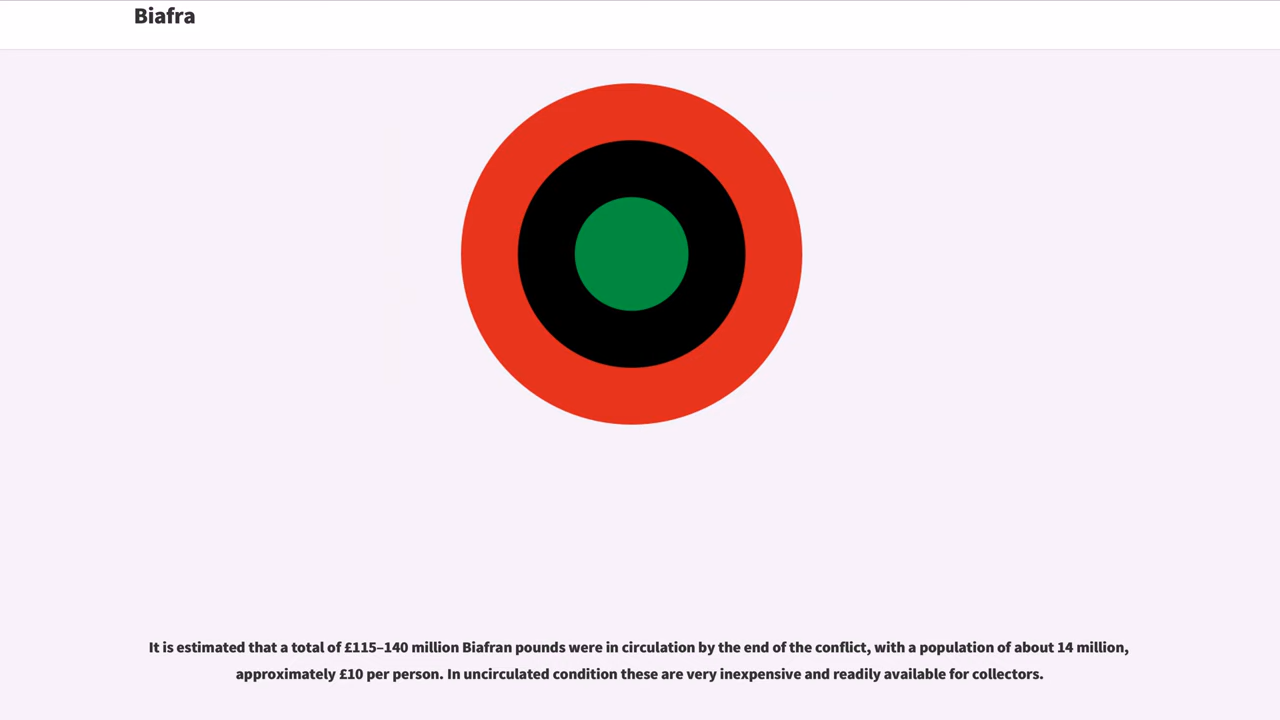 Biafra
It is estimated that a total of £115–140 million Biafran pounds were in circulation by the end of the conflict, with a population of about 14 million,
approximately £10 per person. In uncirculated condition these are very inexpensive and readily available for collectors.